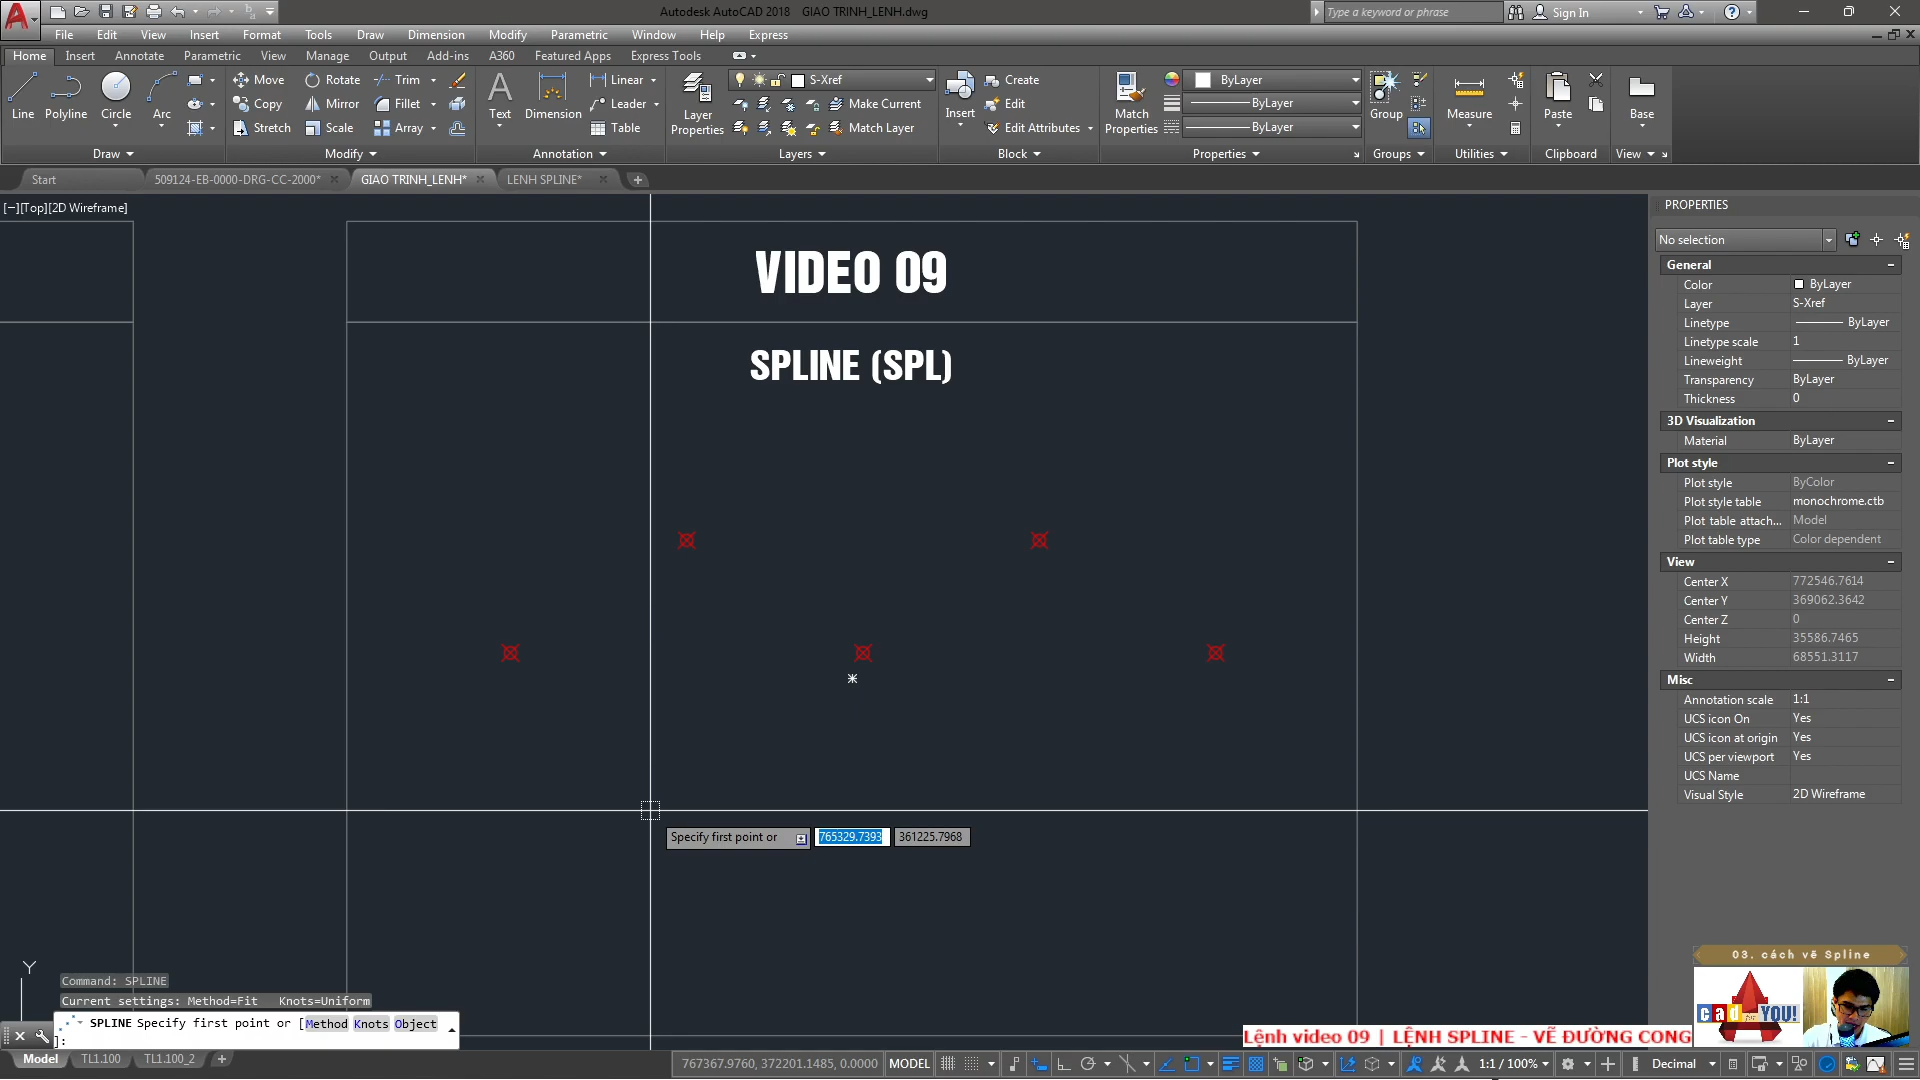 Autodesk AutoCAD 2018 GIAO TRINH_LENH.dwg
Type a keyword or phrase
Sign In
File Edit View Insert Format Tools Draw Dimension Modify Parametric Window Help Express
Home Insert Annotate Parametric View Manage Output Add-ins A360 Featured Apps Express Tools
Line Polyline Circle Arc
Move Rotate Trim
Copy Mirror Fillet
Stretch Scale Array
Text Dimension
Linear
Leader
Table
Layer Properties
S-Xref
Make Current
Match Layer
Insert
Create
Edit
Edit Attributes
Match Properties
ByLayer
ByLayer
ByLayer
Group
Measure
Paste
Base
Draw Modify Annotation Layers Block Properties Groups Utilities Clipboard View
Start 509124-EB-0000-DRG-CC-2000* GIAO TRINH_LENH* LENH SPLINE*
[−][Top][2D Wireframe]
VIDEO 09
SPLINE (SPL)
Specify first point or 765329.7393 361225.7968
Y
Command: SPLINE
Current settings: Method=Fit Knots=Uniform
SPLINE Specify first point or [Method Knots Object
]:
PROPERTIES
No selection
General
Color ByLayer
Layer S-Xref
Linetype ByLayer
Linetype scale 1
Lineweight ByLayer
Transparency ByLayer
Thickness 0
3D Visualization
Material ByLayer
Plot style
Plot style ByColor
Plot style table monochrome.ctb
Plot table attach... Model
Plot table type Color dependent
View
Center X 772546.7614
Center Y 369062.3642
Center Z 0
Height 35586.7465
Width 68551.3117
Misc
Annotation scale 1:1
UCS icon On Yes
UCS icon at origin Yes
UCS per viewport Yes
UCS Name
Visual Style 2D Wireframe
03. cách vẽ Spline
cad for YOU!
Lệnh video 09 | LỆNH SPLINE - VẼ ĐƯỜNG CONG
Model TL1.100 TL1.100_2
767367.9760, 372201.1485, 0.0000 MODEL 1:1 / 100% Decimal